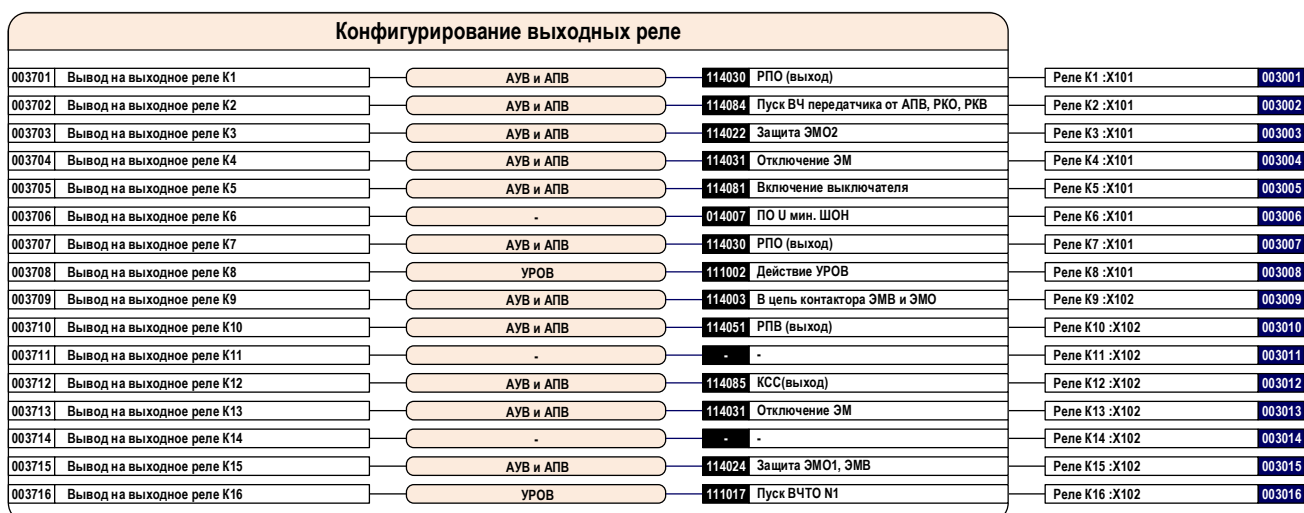 Конфигурирование выходных реле
003701 Вывод на выходное реле К1 АУВ и АПВ 114030 РПО (выход) Реле К1 :X101 003001
003702 Вывод на выходное реле К2 АУВ и АПВ 114084 Пуск ВЧ передатчика от АПВ, РКО, РКВ Реле К2 :X101 003002
003703 Вывод на выходное реле К3 АУВ и АПВ 114022 Защита ЭМО2 Реле К3 :X101 003003
003704 Вывод на выходное реле К4 АУВ и АПВ 114031 Отключение ЭМ Реле К4 :X101 003004
003705 Вывод на выходное реле К5 АУВ и АПВ 114081 Включение выключателя Реле К5 :X101 003005
003706 Вывод на выходное реле К6 - 014007 ПО U мин. ШОН Реле К6 :X101 003006
003707 Вывод на выходное реле К7 АУВ и АПВ 114030 РПО (выход) Реле К7 :X101 003007
003708 Вывод на выходное реле К8 УРОВ 111002 Действие УРОВ Реле К8 :X101 003008
003709 Вывод на выходное реле К9 АУВ и АПВ 114003 В цепь контактора ЭМВ и ЭМО Реле К9 :X102 003009
003710 Вывод на выходное реле К10 АУВ и АПВ 114051 РПВ (выход) Реле К10 :X102 003010
003711 Вывод на выходное реле К11 - - - Реле К11 :X102 003011
003712 Вывод на выходное реле К12 АУВ и АПВ 114085 КСС(выход) Реле К12 :X102 003012
003713 Вывод на выходное реле К13 АУВ и АПВ 114031 Отключение ЭМ Реле К13 :X102 003013
003714 Вывод на выходное реле К14 - - - Реле К14 :X102 003014
003715 Вывод на выходное реле К15 АУВ и АПВ 114024 Защита ЭМО1, ЭМВ Реле К15 :X102 003015
003716 Вывод на выходное реле К16 УРОВ 111017 Пуск ВЧТО N1 Реле К16 :X102 003016